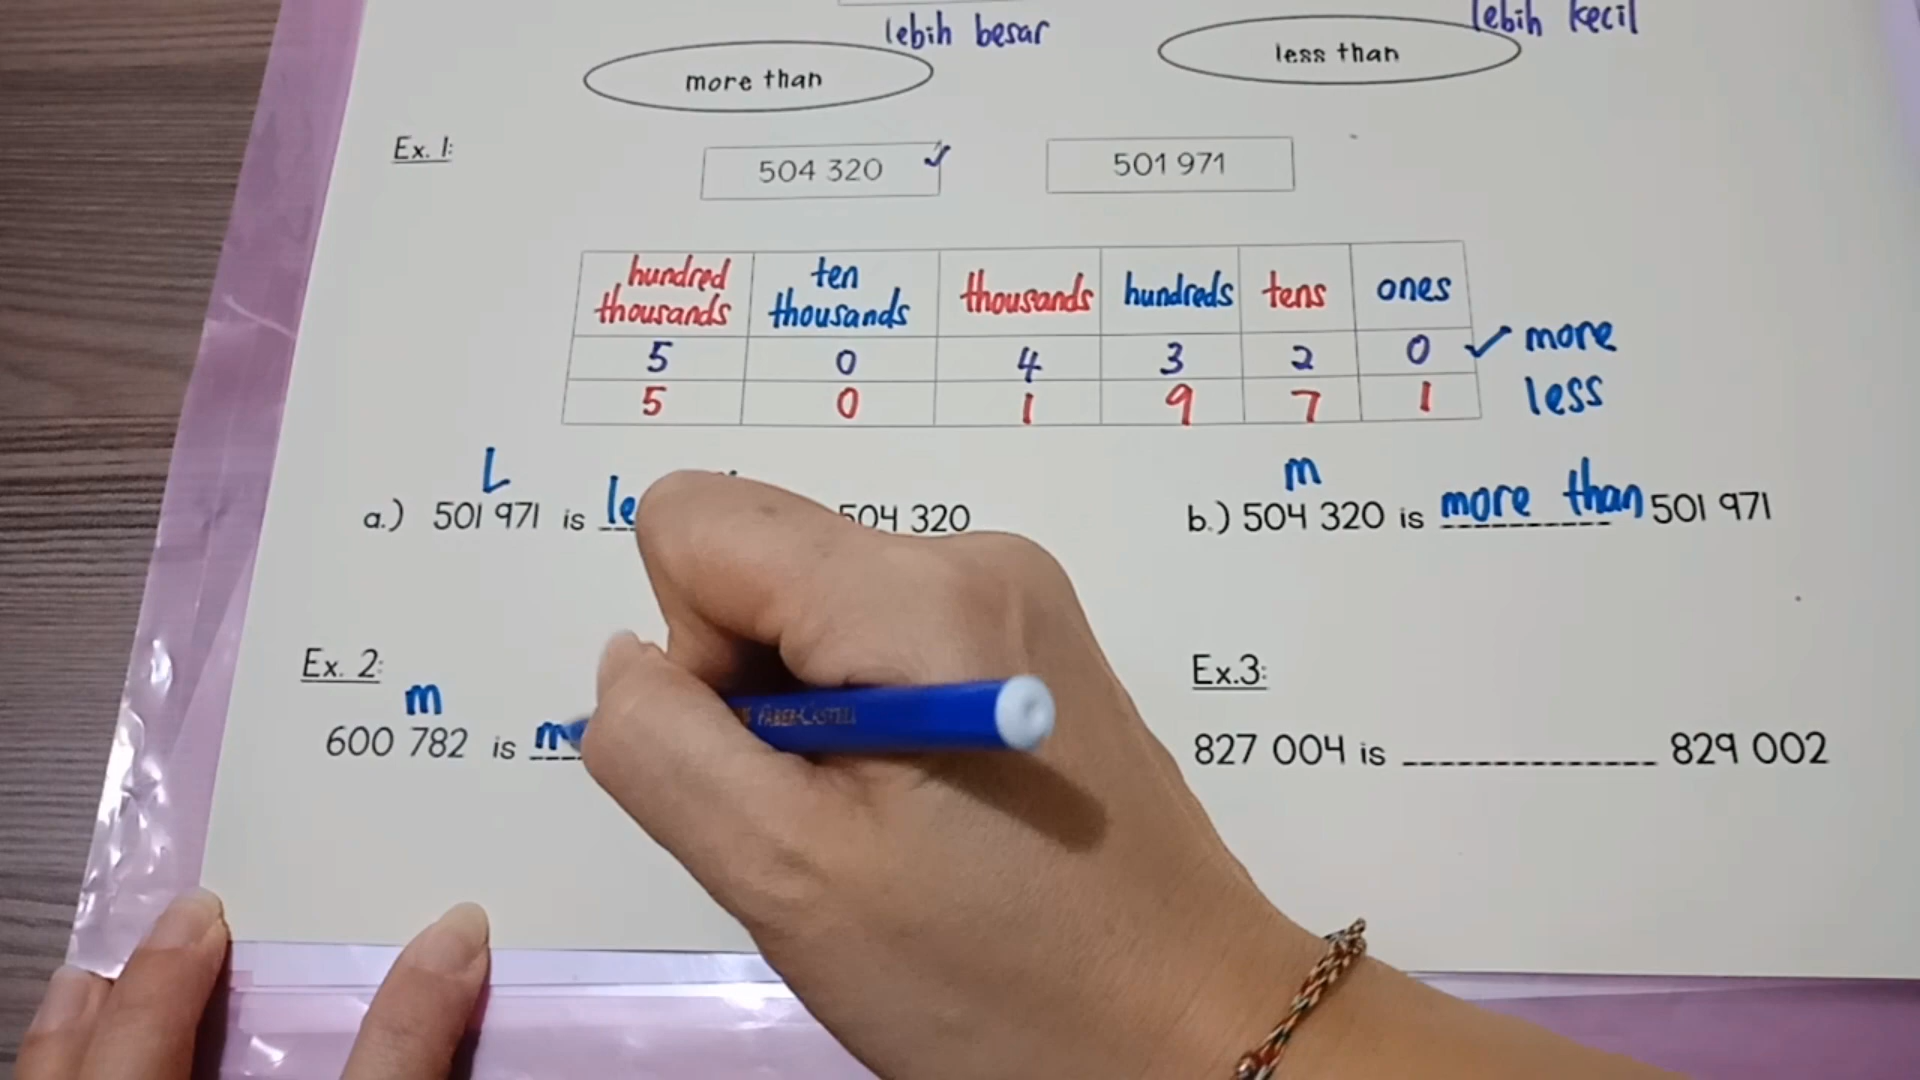 lebih besar
lebih kecil
more than
less than
Ex. 1:
504 320 ✓
501 971
hundred thousands ten thousands thousands hundreds tens ones
5 0 4 3 2 0 ✓ more
5 0 1 9 7 1 less
L
a.) 501 971 is le 504 320
m
b.) 504 320 is more than 501 971
Ex. 2:
m
600 782 is m
FABER-CASTELL
Ex.3:
827 004 is ______________ 829 002